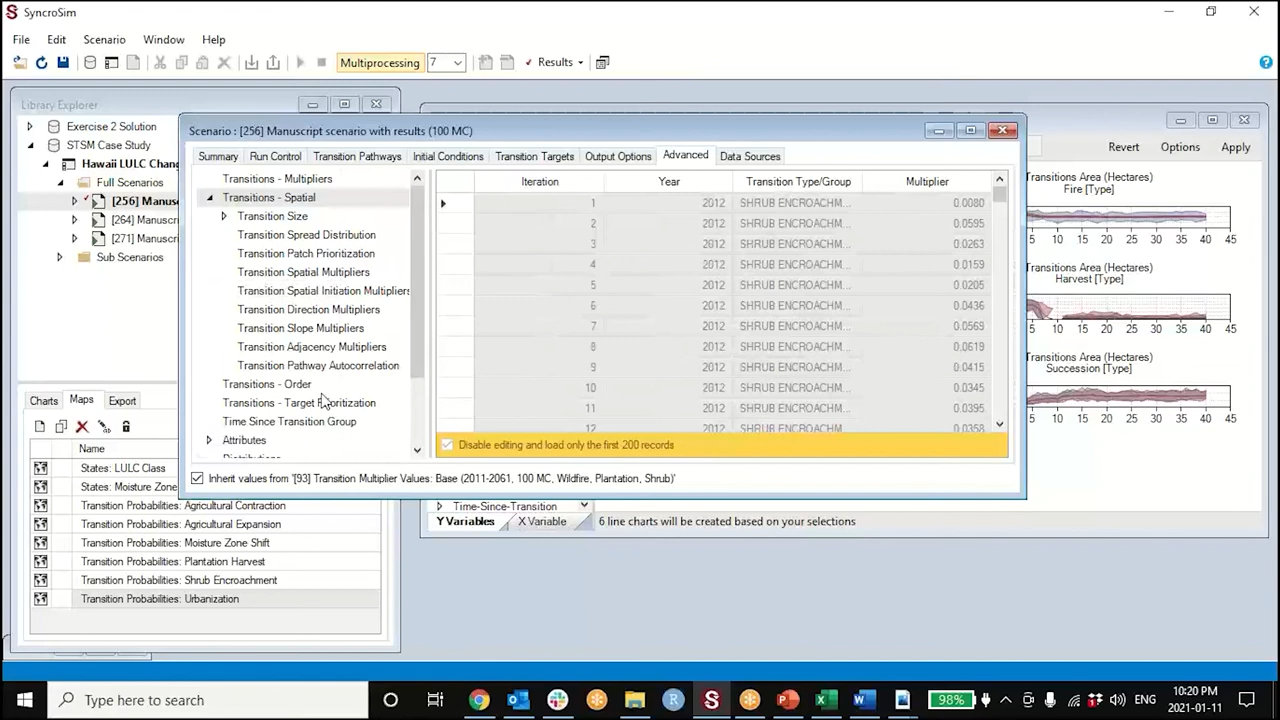 SyncroSim
File Edit Scenario Window Help
Multiprocessing 7 Results
Library Explorer
Exercise 2 Solution
STSM Case Study
Hawaii LULC Chan
Full Scenarios
[256] Manus
[264] Manuscri
[271] Manuscri
Sub Scenarios
Charts Maps Export
Name
States: LULC Class
States: Moisture Zone
Transition Probabilities: Agricultural Contraction
Transition Probabilities: Agricultural Expansion
Transition Probabilities: Moisture Zone Shift
Transition Probabilities: Plantation Harvest
Transition Probabilities: Shrub Encroachment
Transition Probabilities: Urbanization
Scenario : [256] Manuscript scenario with results (100 MC)
Summary Run Control Transition Pathways Initial Conditions Transition Targets Output Options Advanced Data Sources
Transitions - Multipliers
Transitions - Spatial
Transition Size
Transition Spread Distribution
Transition Patch Prioritization
Transition Spatial Multipliers
Transition Spatial Initiation Multipliers
Transition Direction Multipliers
Transition Slope Multipliers
Transition Adjacency Multipliers
Transition Pathway Autocorrelation
Transitions - Order
Transitions - Target Prioritization
Time Since Transition Group
Attributes
Distributions
Iteration Year Transition Type/Group Multiplier
1 2012 SHRUB ENCROACHM... 0.0080
2 2012 SHRUB ENCROACHM... 0.0595
3 2012 SHRUB ENCROACHM... 0.0263
4 2012 SHRUB ENCROACHM... 0.0159
5 2012 SHRUB ENCROACHM... 0.0205
6 2012 SHRUB ENCROACHM... 0.0436
7 2012 SHRUB ENCROACHM... 0.0569
8 2012 SHRUB ENCROACHM... 0.0619
9 2012 SHRUB ENCROACHM... 0.0415
10 2012 SHRUB ENCROACHM... 0.0345
11 2012 SHRUB ENCROACHM... 0.0395
12 2012 SHRUB ENCROACHM... 0.0358
Disable editing and load only the first 200 records
Inherit values from '[93] Transition Multiplier Values: Base (2011-2061, 100 MC, Wildfire, Plantation, Shrub)'
Revert Options Apply
Transitions Area (Hectares)
Fire [Type]
5 10 15 20 25 30 35 40 45
Transitions Area (Hectares)
Harvest [Type]
5 10 15 20 25 30 35 40 45
Transitions Area (Hectares)
Succession [Type]
5 10 15 20 25 30 35 40 45
Time-Since-Transition
Y Variables X Variable 6 line charts will be created based on your selections
Type here to search
98% ENG
10:20 PM
2021-01-11